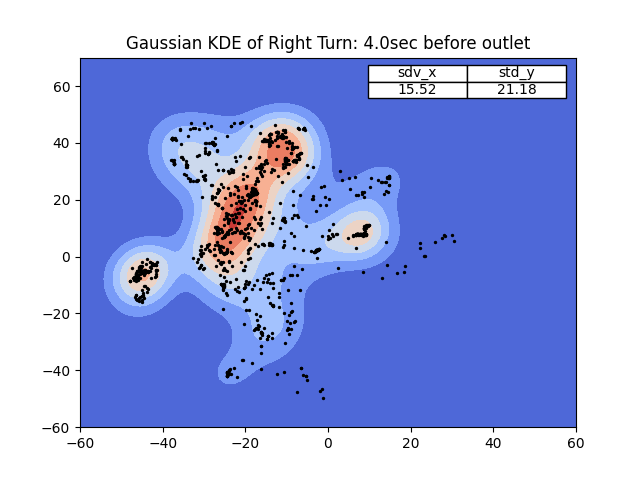 Gaussian KDE of Right Turn: 4.0sec before outlet
sdv_x std_y
15.52 21.18
60
40
20
0
−20
−40
−60
−60 −40 −20 0 20 40 60